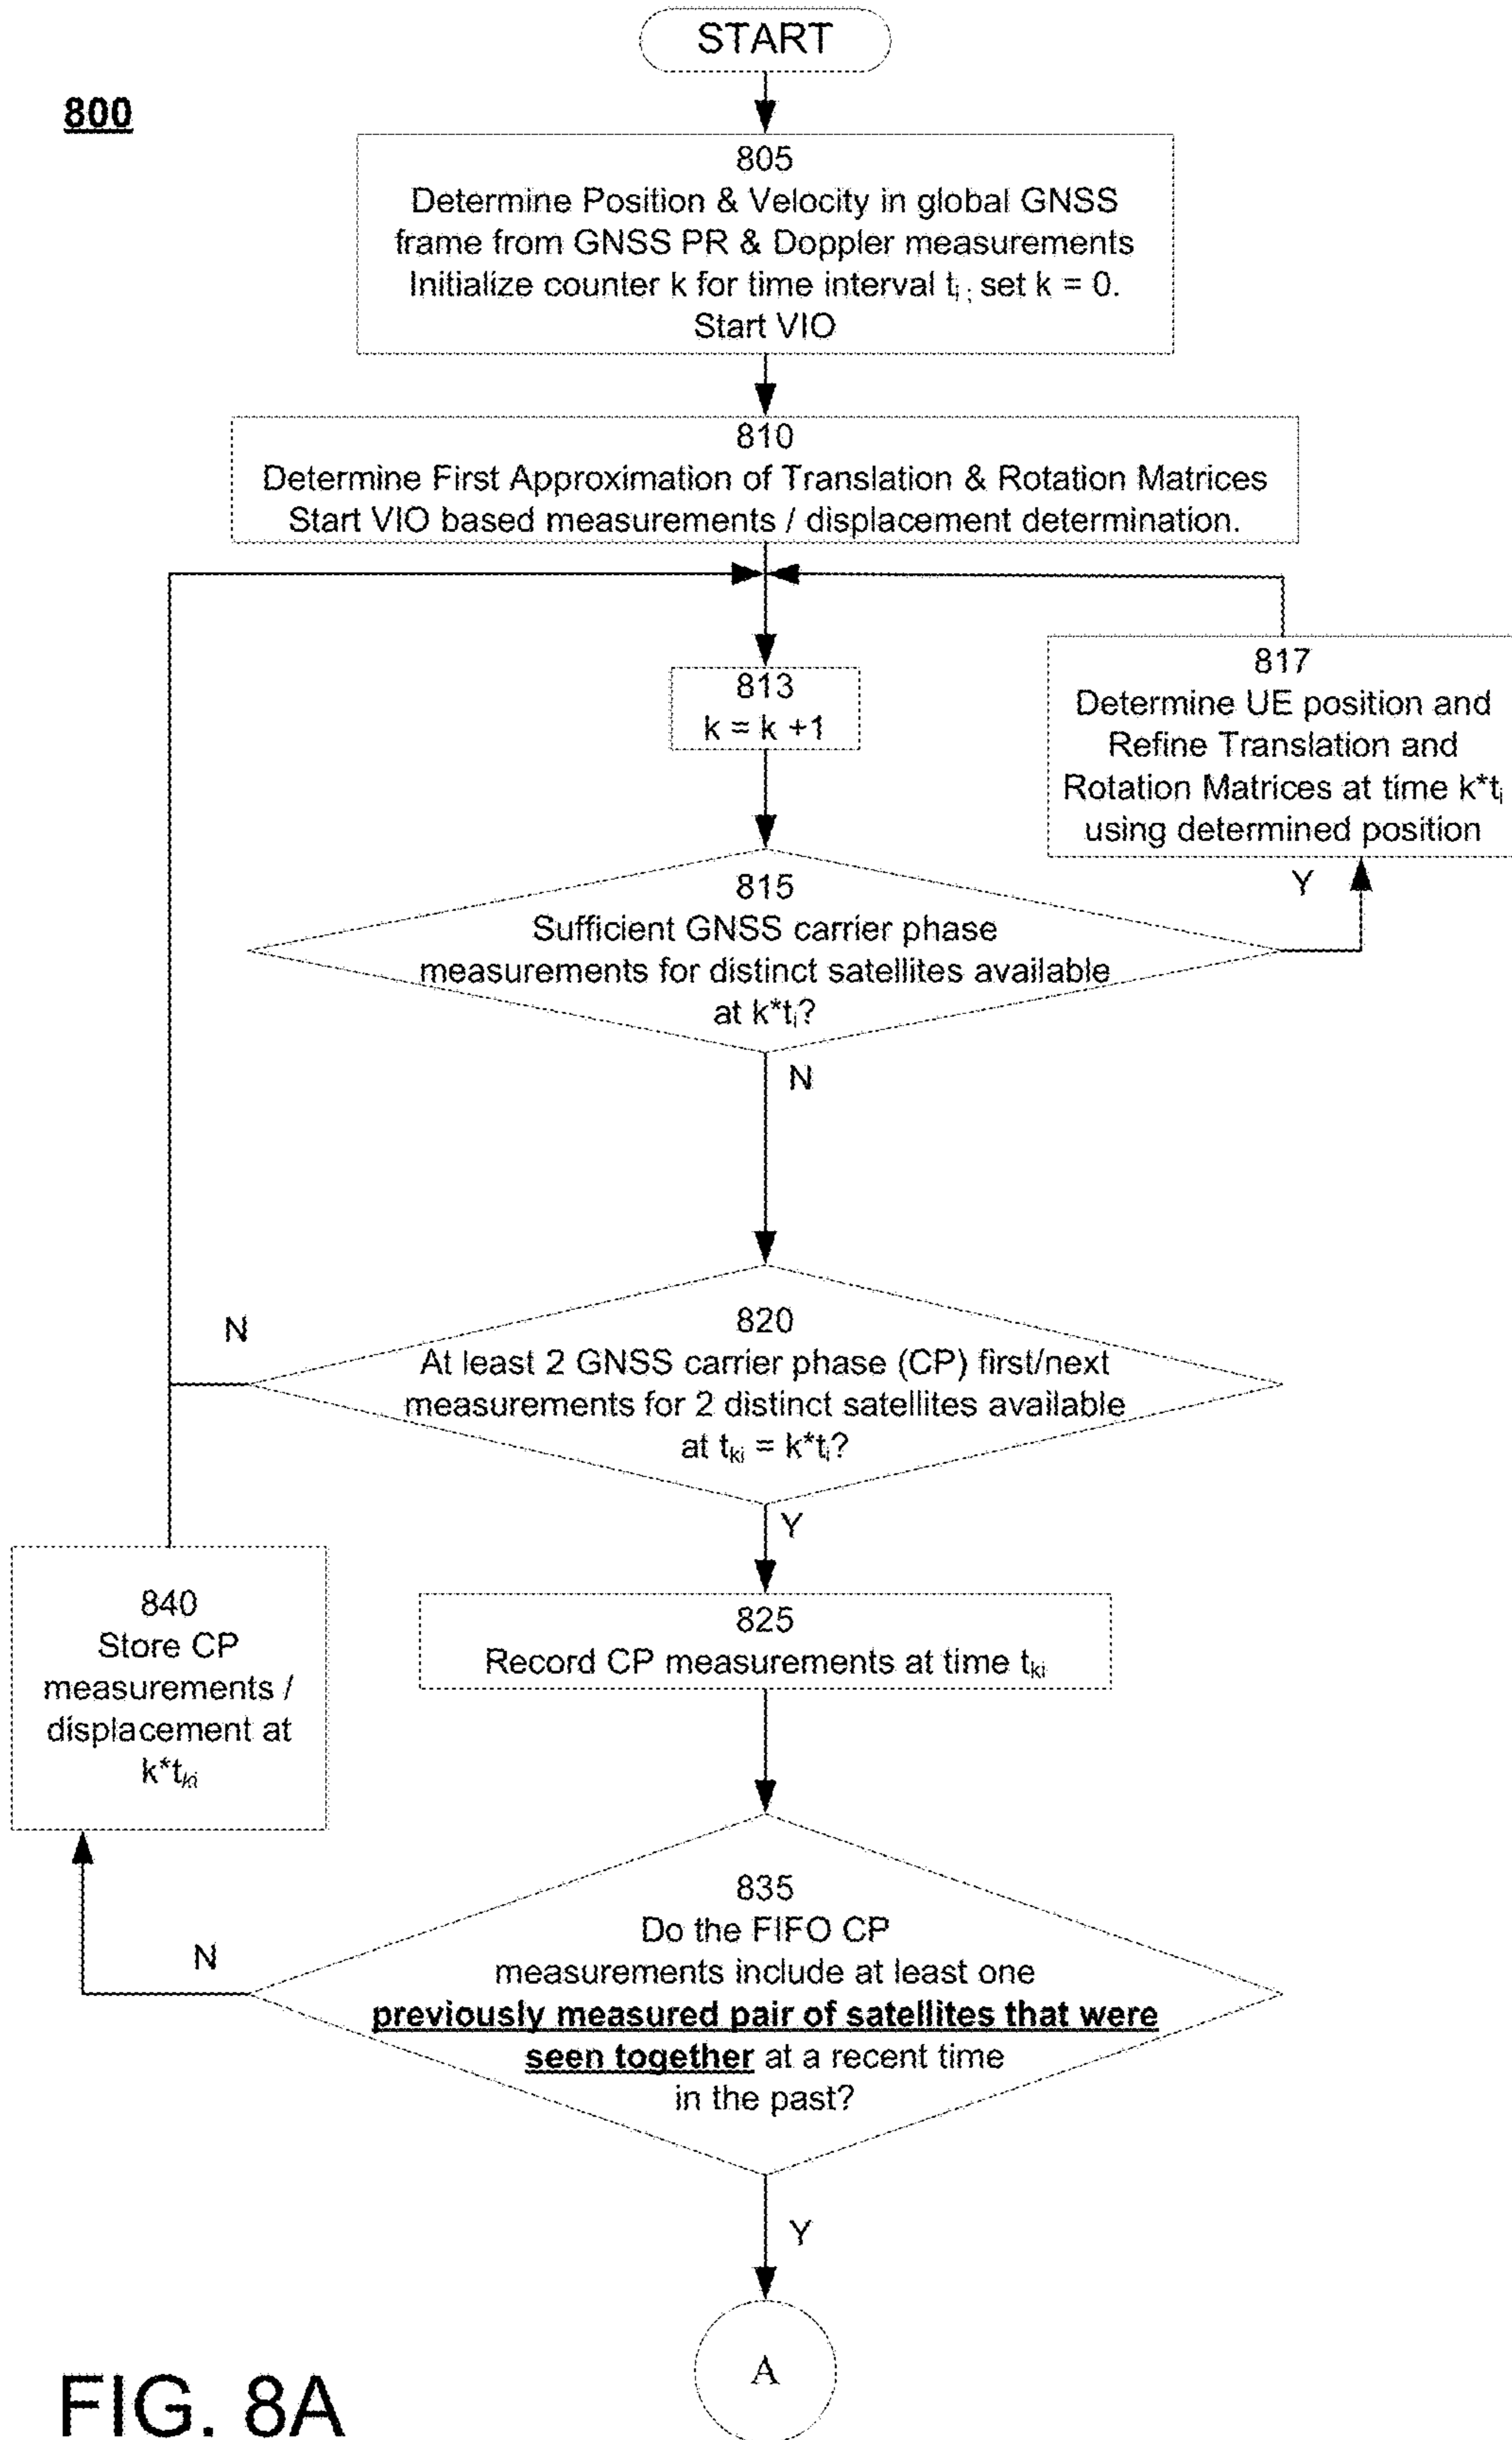 START
800
805
Determine Position & Velocity in global GNSS
frame from GNSS PR & Doppler measurements
Initialize counter k for time interval tᵢ ; set k = 0.
Start VIO
810
Determine First Approximation of Translation & Rotation Matrices
Start VIO based measurements / displacement determination.
813
k = k +1
817
Determine UE position and
Refine Translation and
Rotation Matrices at time k*tᵢ
using determined position
Y
815
Sufficient GNSS carrier phase
measurements for distinct satellites available
at k*tᵢ?
N
N
820
At least 2 GNSS carrier phase (CP) first/next
measurements for 2 distinct satellites available
at tₖᵢ = k*tᵢ?
Y
840
Store CP
measurements /
displacement at
k*tₖᵢ
825
Record CP measurements at time tₖᵢ
835
Do the FIFO CP
measurements include at least one
previously measured pair of satellites that were
seen together at a recent time
in the past?
N
Y
A
FIG. 8A